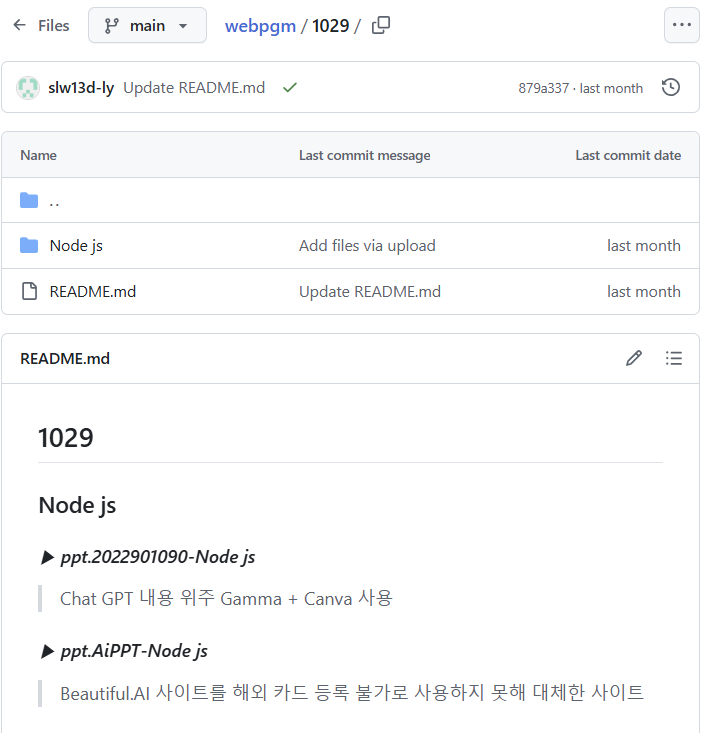 Files main webpgm / 1029 /
slw13d-ly Update README.md 879a337 · last month
Name Last commit message Last commit date
..
Node js Add files via upload last month
README.md Update README.md last month
README.md
1029
Node js
▶ ppt.2022901090-Node js
Chat GPT 내용 위주 Gamma + Canva 사용
▶ ppt.AiPPT-Node js
Beautiful.AI 사이트를 해외 카드 등록 불가로 사용하지 못해 대체한 사이트